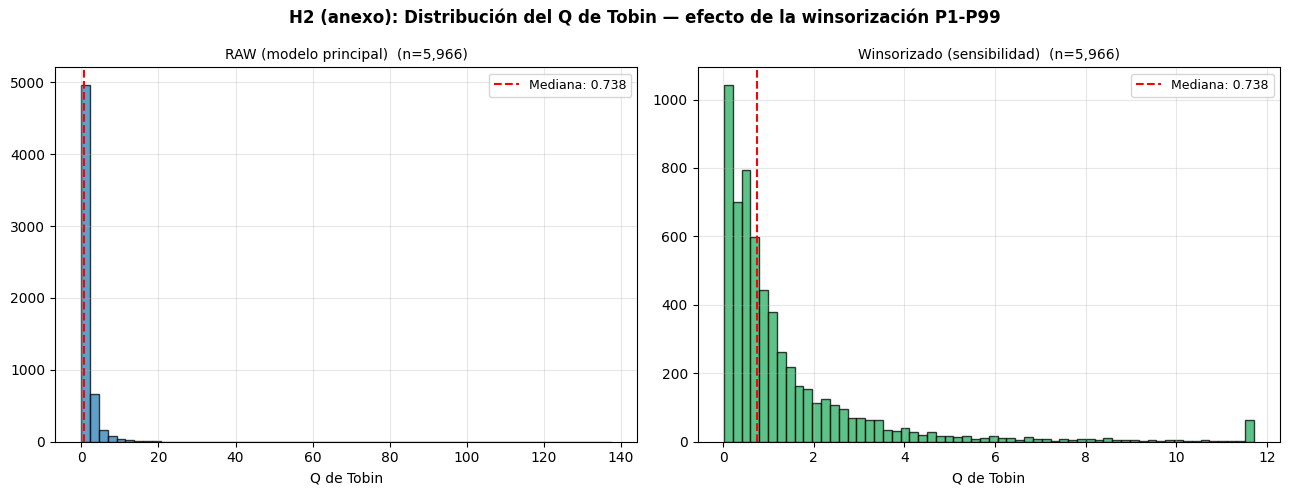 H2 (anexo): Distribución del Q de Tobin — efecto de la winsorización P1-P99
RAW (modelo principal)  (n=5,966)
Mediana: 0.738
5000
4000
3000
2000
1000
0
0 20 40 60 80 100 120 140
Q de Tobin
Winsorizado (sensibilidad)  (n=5,966)
Mediana: 0.738
1000
800
600
400
200
0
0 2 4 6 8 10 12
Q de Tobin